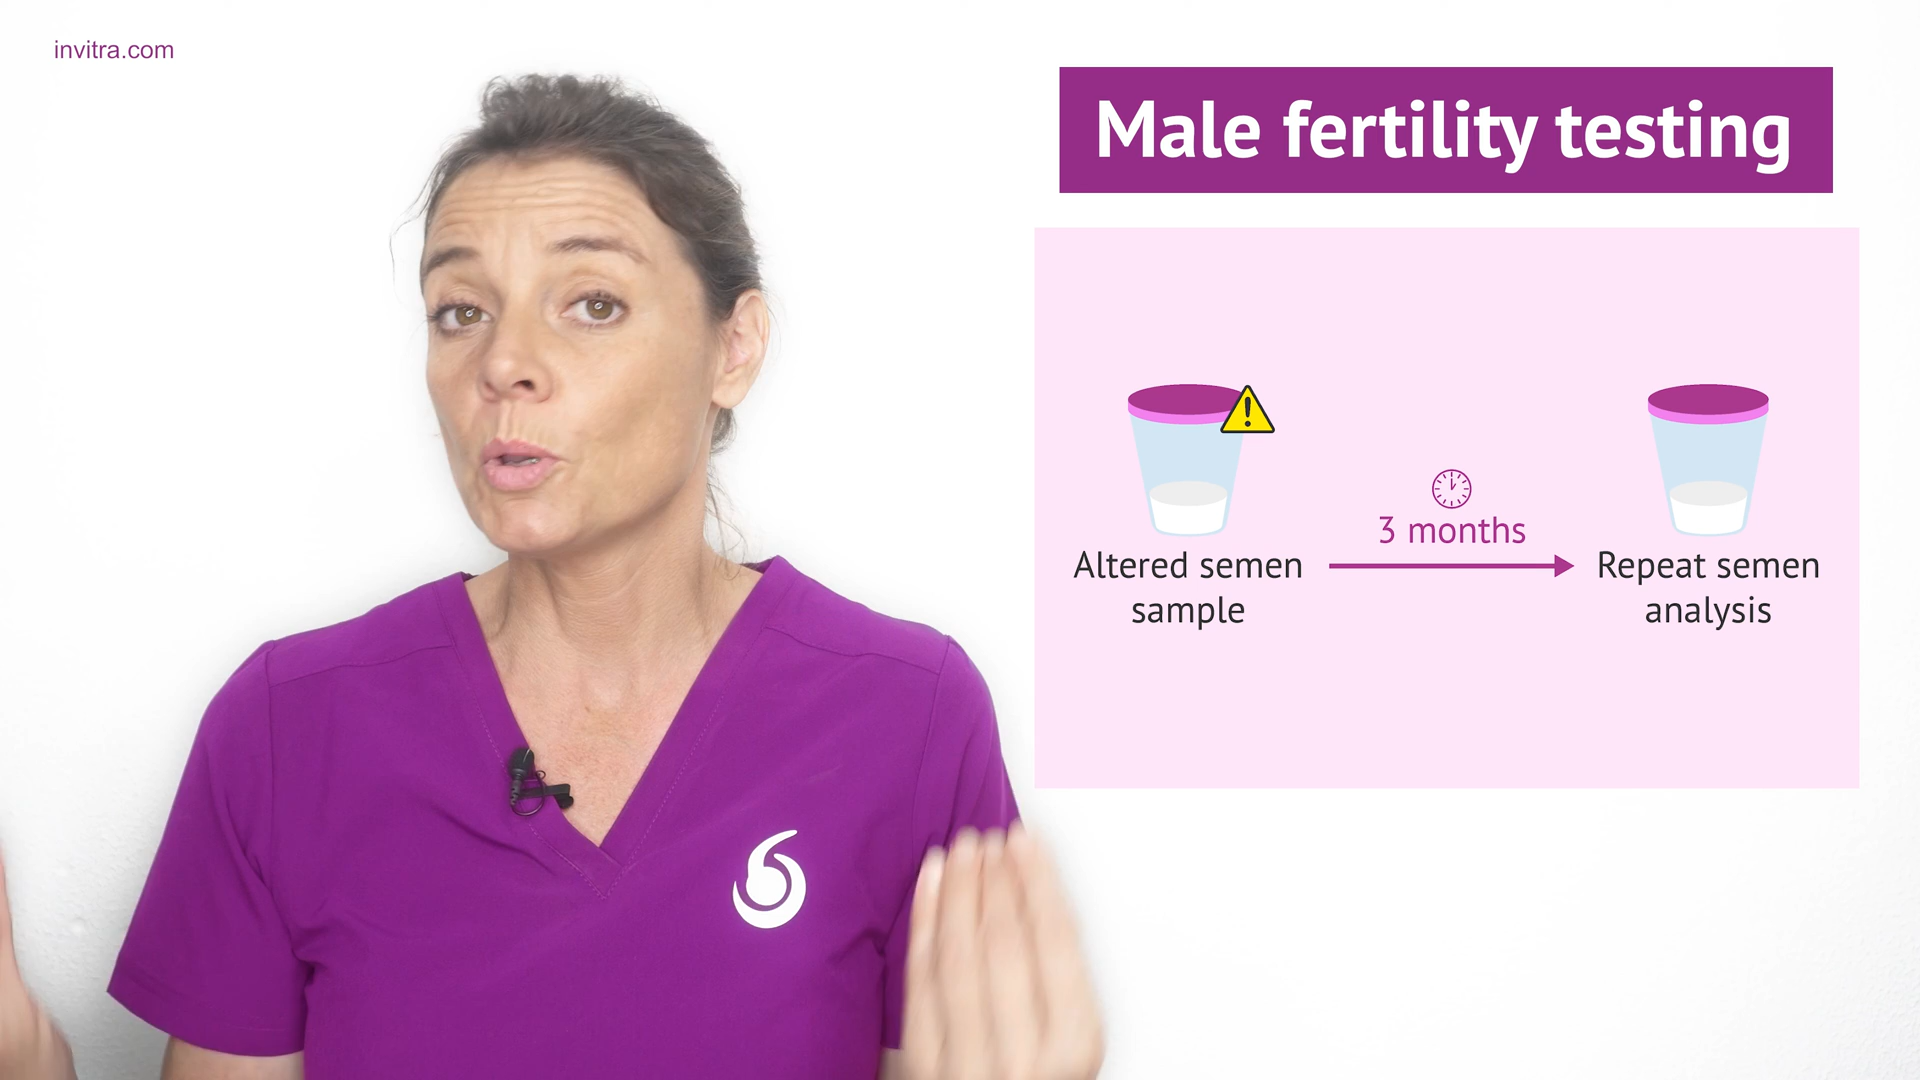 invitra.com
Male fertility testing
3 months
Altered semen
sample
Repeat semen
analysis